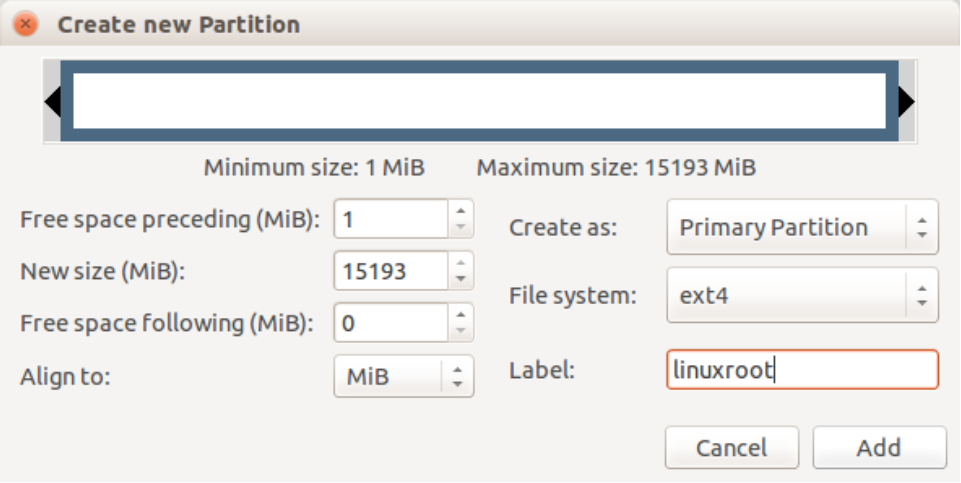 Create new Partition
Minimum size: 1 MiB Maximum size: 15193 MiB
Free space preceding (MiB): 1
Create as: Primary Partition
New size (MiB): 15193
File system: ext4
Free space following (MiB): 0
Align to: MiB
Label: linuxroot
Cancel Add